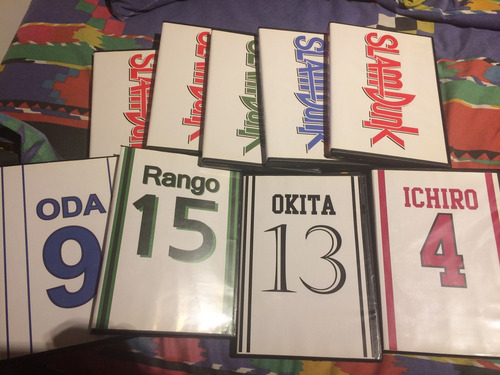 SLAM DUNK
SLAM DUNK
SLAM DUNK
SLAM DUNK
SLAM DUNK
ODA
9
Rango
15
OKITA
13
ICHIRO
4